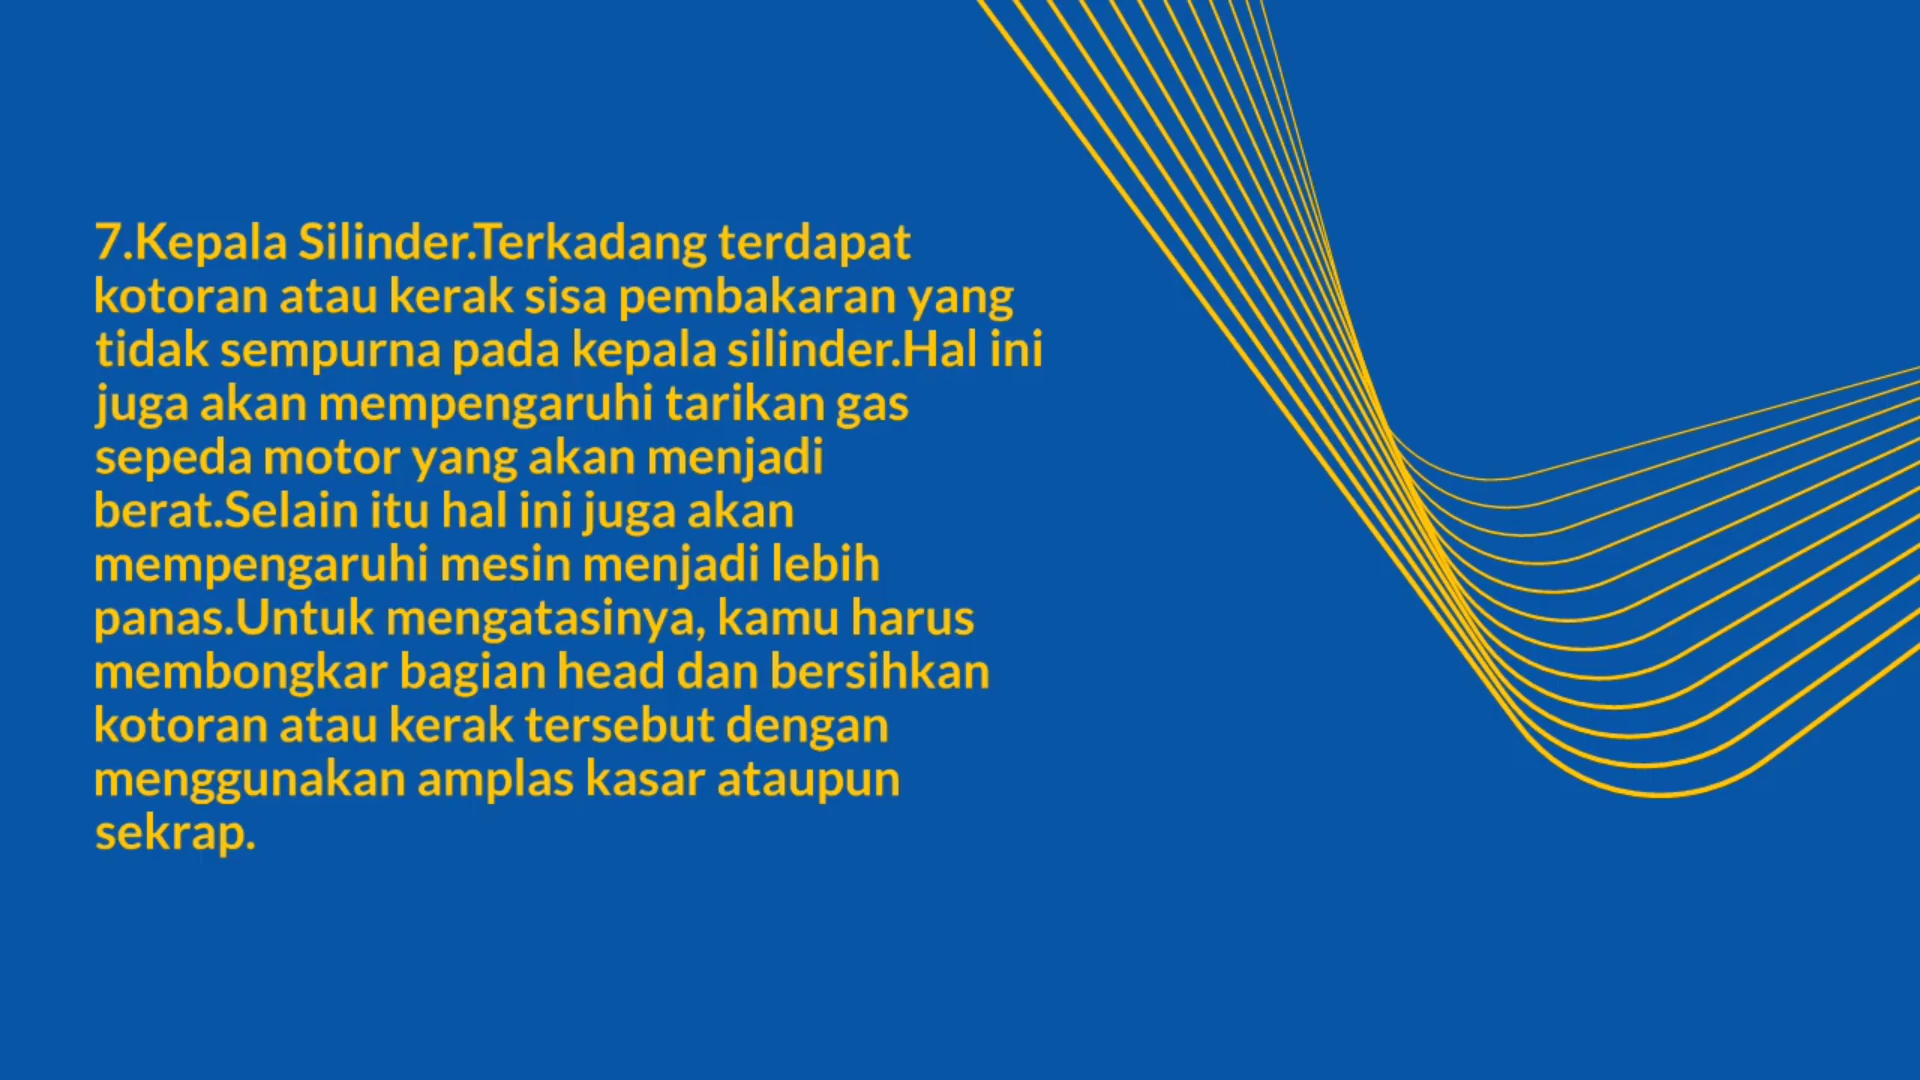 7.Kepala Silinder.Terkadang terdapat
kotoran atau kerak sisa pembakaran yang
tidak sempurna pada kepala silinder.Hal ini
juga akan mempengaruhi tarikan gas
sepeda motor yang akan menjadi
berat.Selain itu hal ini juga akan
mempengaruhi mesin menjadi lebih
panas.Untuk mengatasinya, kamu harus
membongkar bagian head dan bersihkan
kotoran atau kerak tersebut dengan
menggunakan amplas kasar ataupun
sekrap.